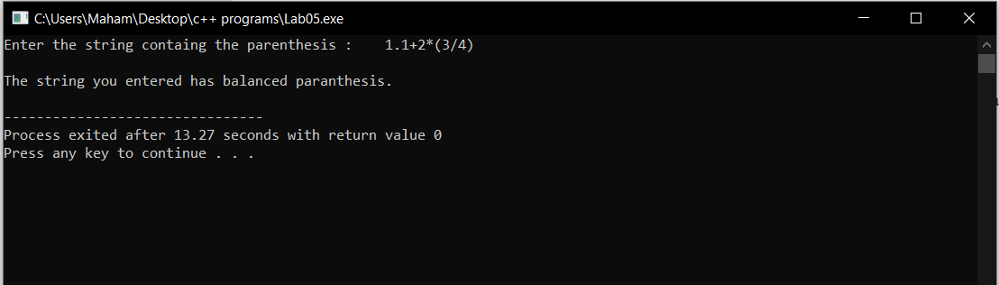 C:\Users\Maham\Desktop\c++ programs\Lab05.exe
Enter the string containg the parenthesis :    1.1+2*(3/4)
The string you entered has balanced paranthesis.
--------------------------------
Process exited after 13.27 seconds with return value 0
Press any key to continue . . .